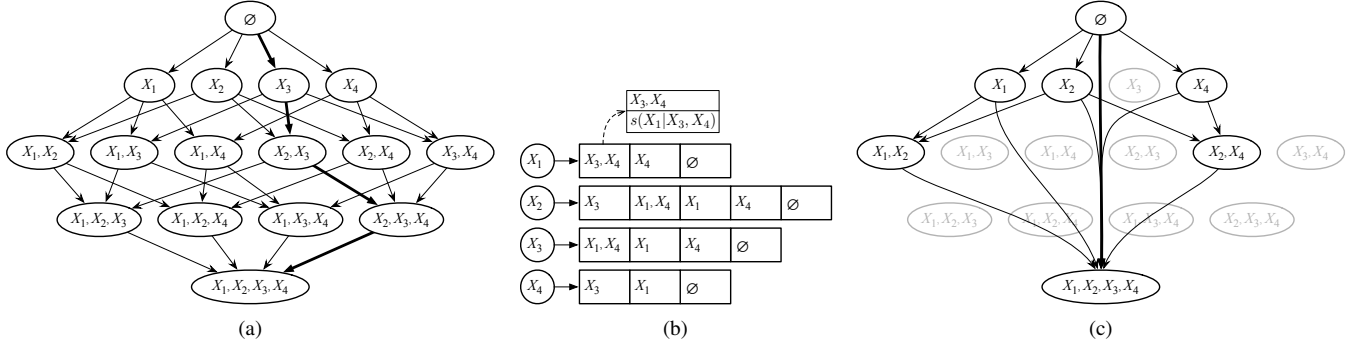 ∅
X₁ X₂ X₃ X₄
X₁, X₂ X₁, X₃ X₁, X₄ X₂, X₃ X₂, X₄ X₃, X₄
X₁, X₂, X₃ X₁, X₂, X₄ X₁, X₃, X₄ X₂, X₃, X₄
X₁, X₂, X₃, X₄
(a)
X₃, X₄
s(X₁|X₃, X₄)
X₁ X₃, X₄ X₄ ∅
X₂ X₃ X₁, X₄ X₁ X₄ ∅
X₃ X₁, X₄ X₁ X₄ ∅
X₄ X₃ X₁ ∅
(b)
∅
X₁ X₂ X₃ X₄
X₁, X₂ X₁, X₃ X₁, X₄ X₂, X₃ X₂, X₄ X₃, X₄
X₁, X₂, X₃ X₁, X₂, X₄ X₁, X₃, X₄ X₂, X₃, X₄
X₁, X₂, X₃, X₄
(c)